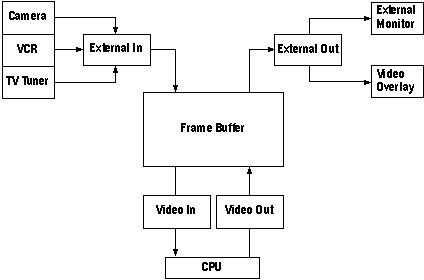 Camera
VCR
TV Tuner
External In
External Out
External
Monitor
Video
Overlay
Frame Buffer
Video In
Video Out
CPU